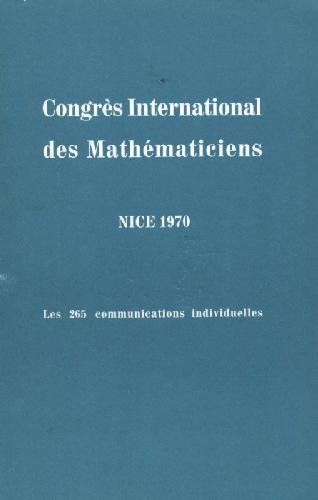 Congrès International
des Mathématiciens
NICE 1970
Les 265 communications individuelles